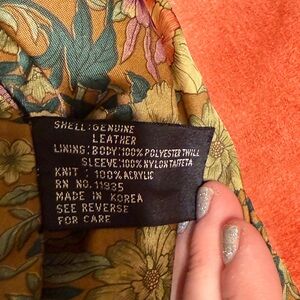 SHELL:GENUINE
LEATHER
LINING:BODY:100% POLYESTER TWILL
SLEEVE:100% NYLON TAFFETA
KNIT : 100% ACRYLIC
RN NO. 11935
MADE IN KOREA
SEE REVERSE
FOR CARE